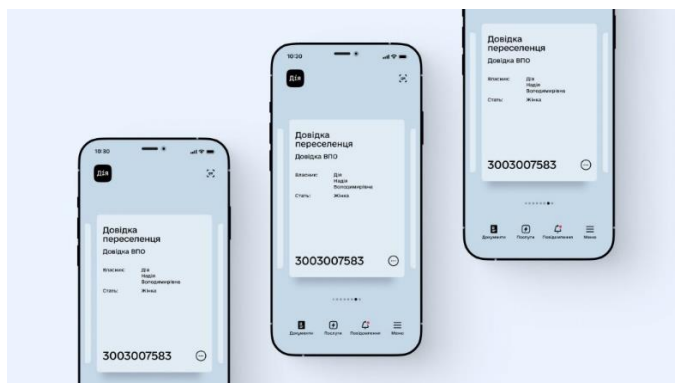 10:30
Дія
Довідка
переселенця
Довідка ВПО
Власник: Дія
Надія
Володимирівна
Стать: Жінка
3003007583
10:30
Дія
Довідка
переселенця
Довідка ВПО
Власник: Дія
Надія
Володимирівна
Стать: Жінка
3003007583
Документи Послуги Повідомлення Меню
Довідка
переселенця
Довідка ВПО
Власник: Дія
Надія
Володимирівна
Стать: Жінка
3003007583
Документи Послуги Повідомлення Меню